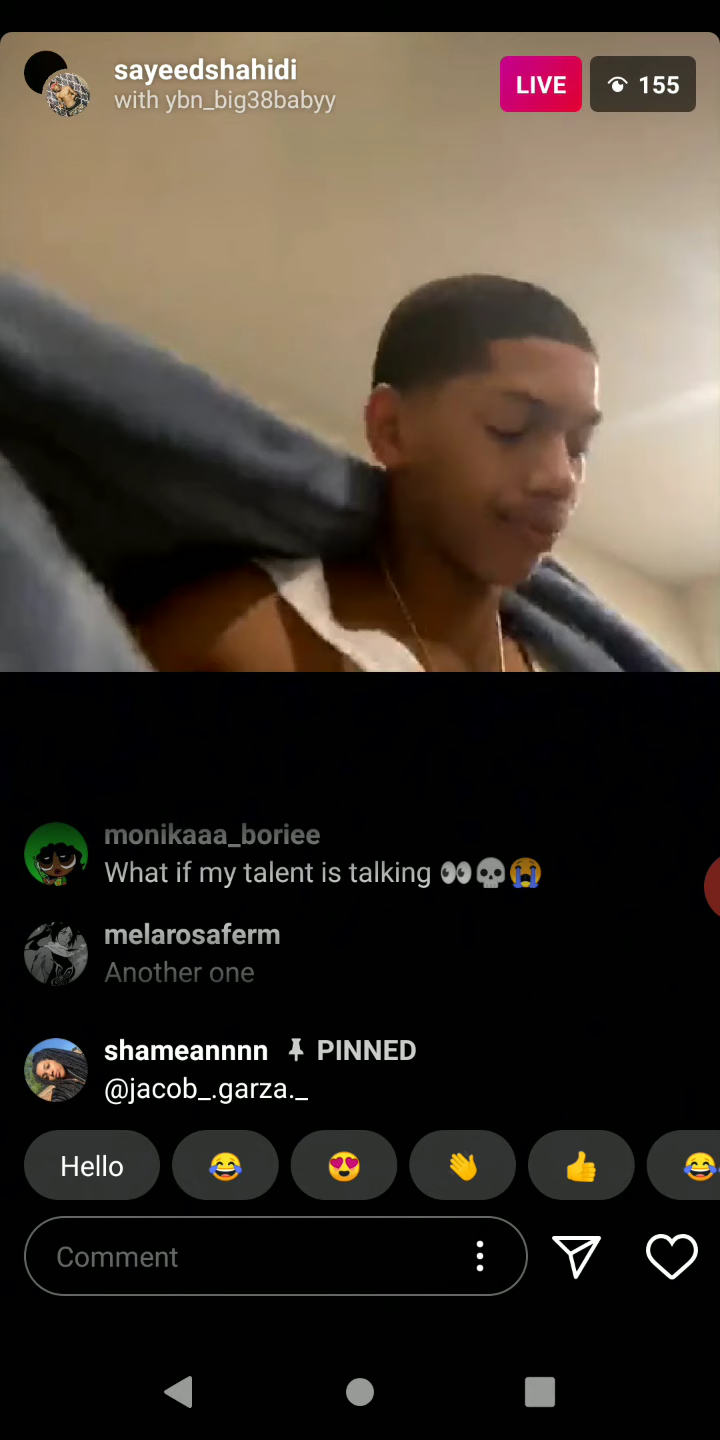 sayeedshahidi
with ybn_big38babyy
LIVE
155
monikaaa_boriee
What if my talent is talking 👀💀😭
melarosaferm
Another one
shameannnn 📌 PINNED
@jacob_.garza._
Hello 😂 😍 👋 👍 😂
Comment